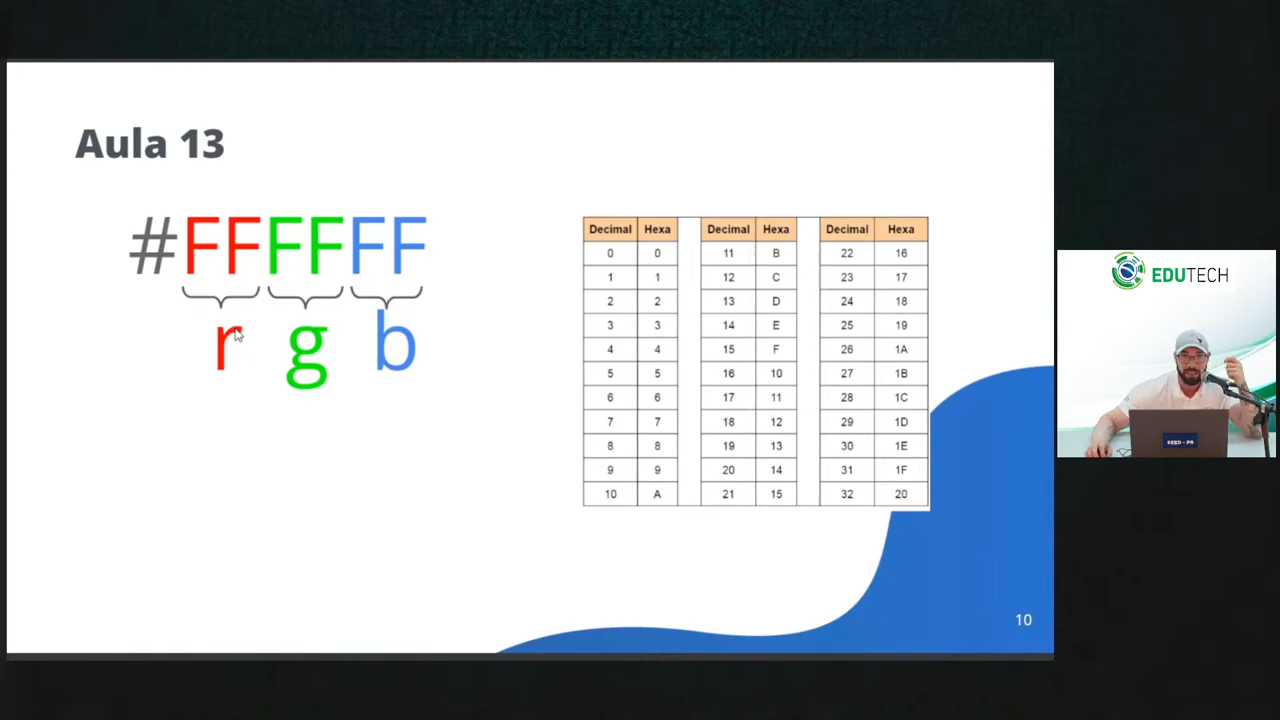 Aula 13
#FFFFFF
r g b
Decimal Hexa Decimal Hexa Decimal Hexa
0 0 11 B 22 16
1 1 12 C 23 17
2 2 13 D 24 18
3 3 14 E 25 19
4 4 15 F 26 1A
5 5 16 10 27 1B
6 6 17 11 28 1C
7 7 18 12 29 1D
8 8 19 13 30 1E
9 9 20 14 31 1F
10 A 21 15 32 20
10
EDUTECH
SEED - PR